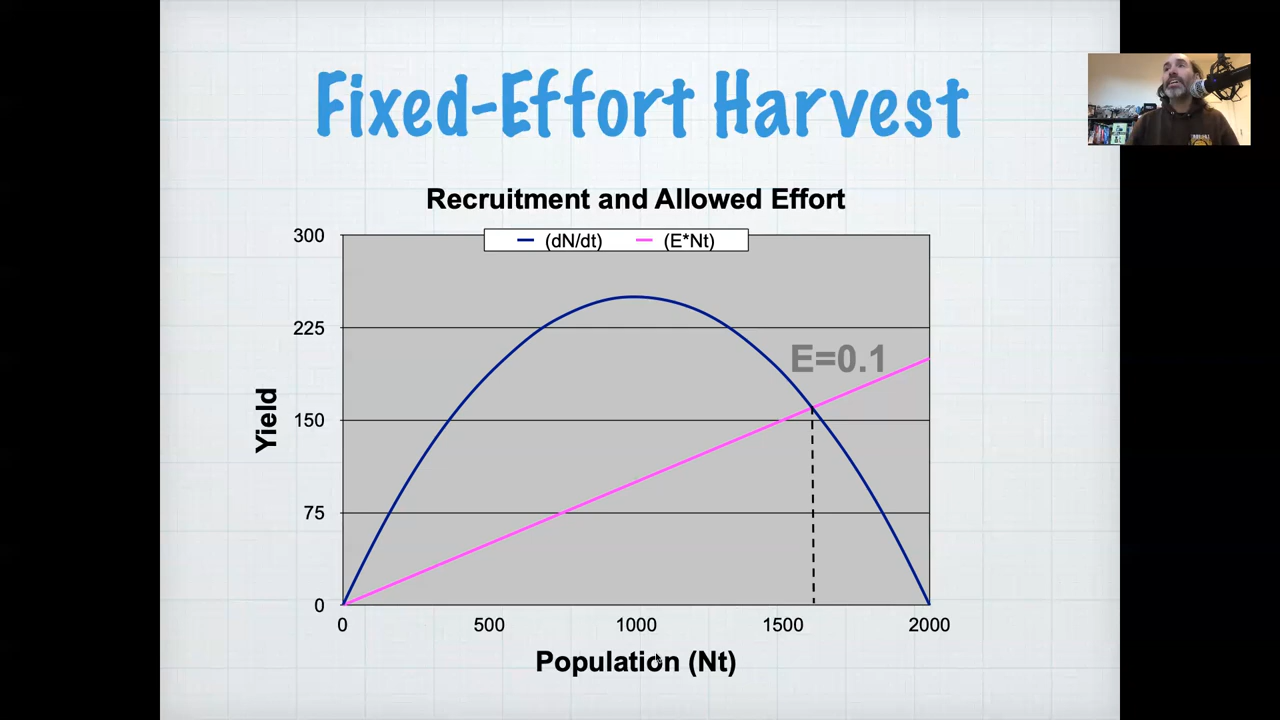 Fixed-Effort Harvest
Recruitment and Allowed Effort
(dN/dt) (E*Nt)
300
225
150
75
0
Yield
E=0.1
0 500 1000 1500 2000
Population (Nt)